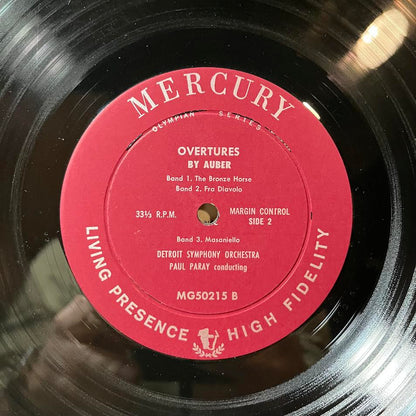 MERCURY
OLYMPIAN SERIES
OVERTURES
BY AUBER
Band 1. The Bronze Horse
Band 2. Fra Diavolo
33⅓ R.P.M.
MARGIN CONTROL
SIDE 2
Band 3. Masaniello
DETROIT SYMPHONY ORCHESTRA
PAUL PARAY conducting
MG50215 B
LIVING PRESENCE HIGH FIDELITY